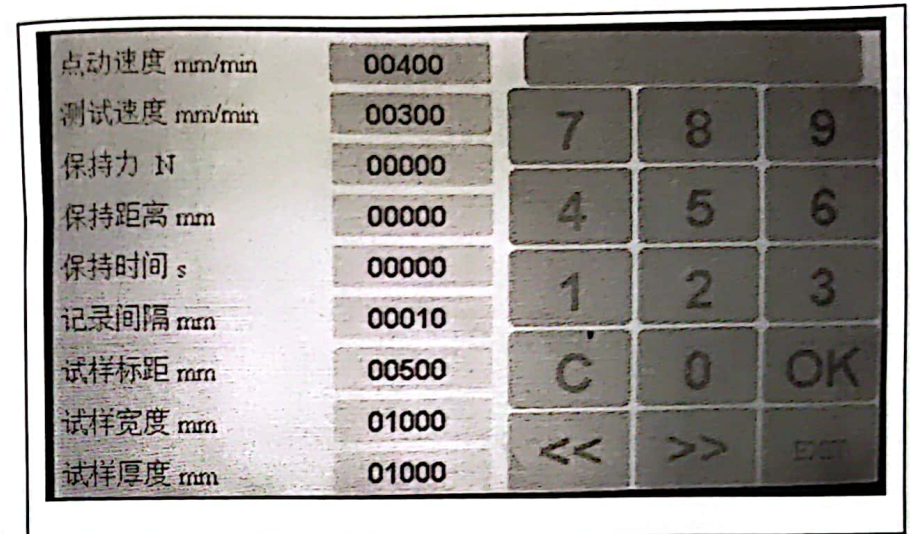 点动速度 mm/min 00400
测试速度 mm/min 00300
保持力 N 00000
保持距离 mm 00000
保持时间 s 00000
记录间隔 mm 00010
试样标距 mm 00500
试样宽度 mm 01000
试样厚度 mm 01000
7 8 9
4 5 6
1 2 3
C 0 OK
<< >> EXIT